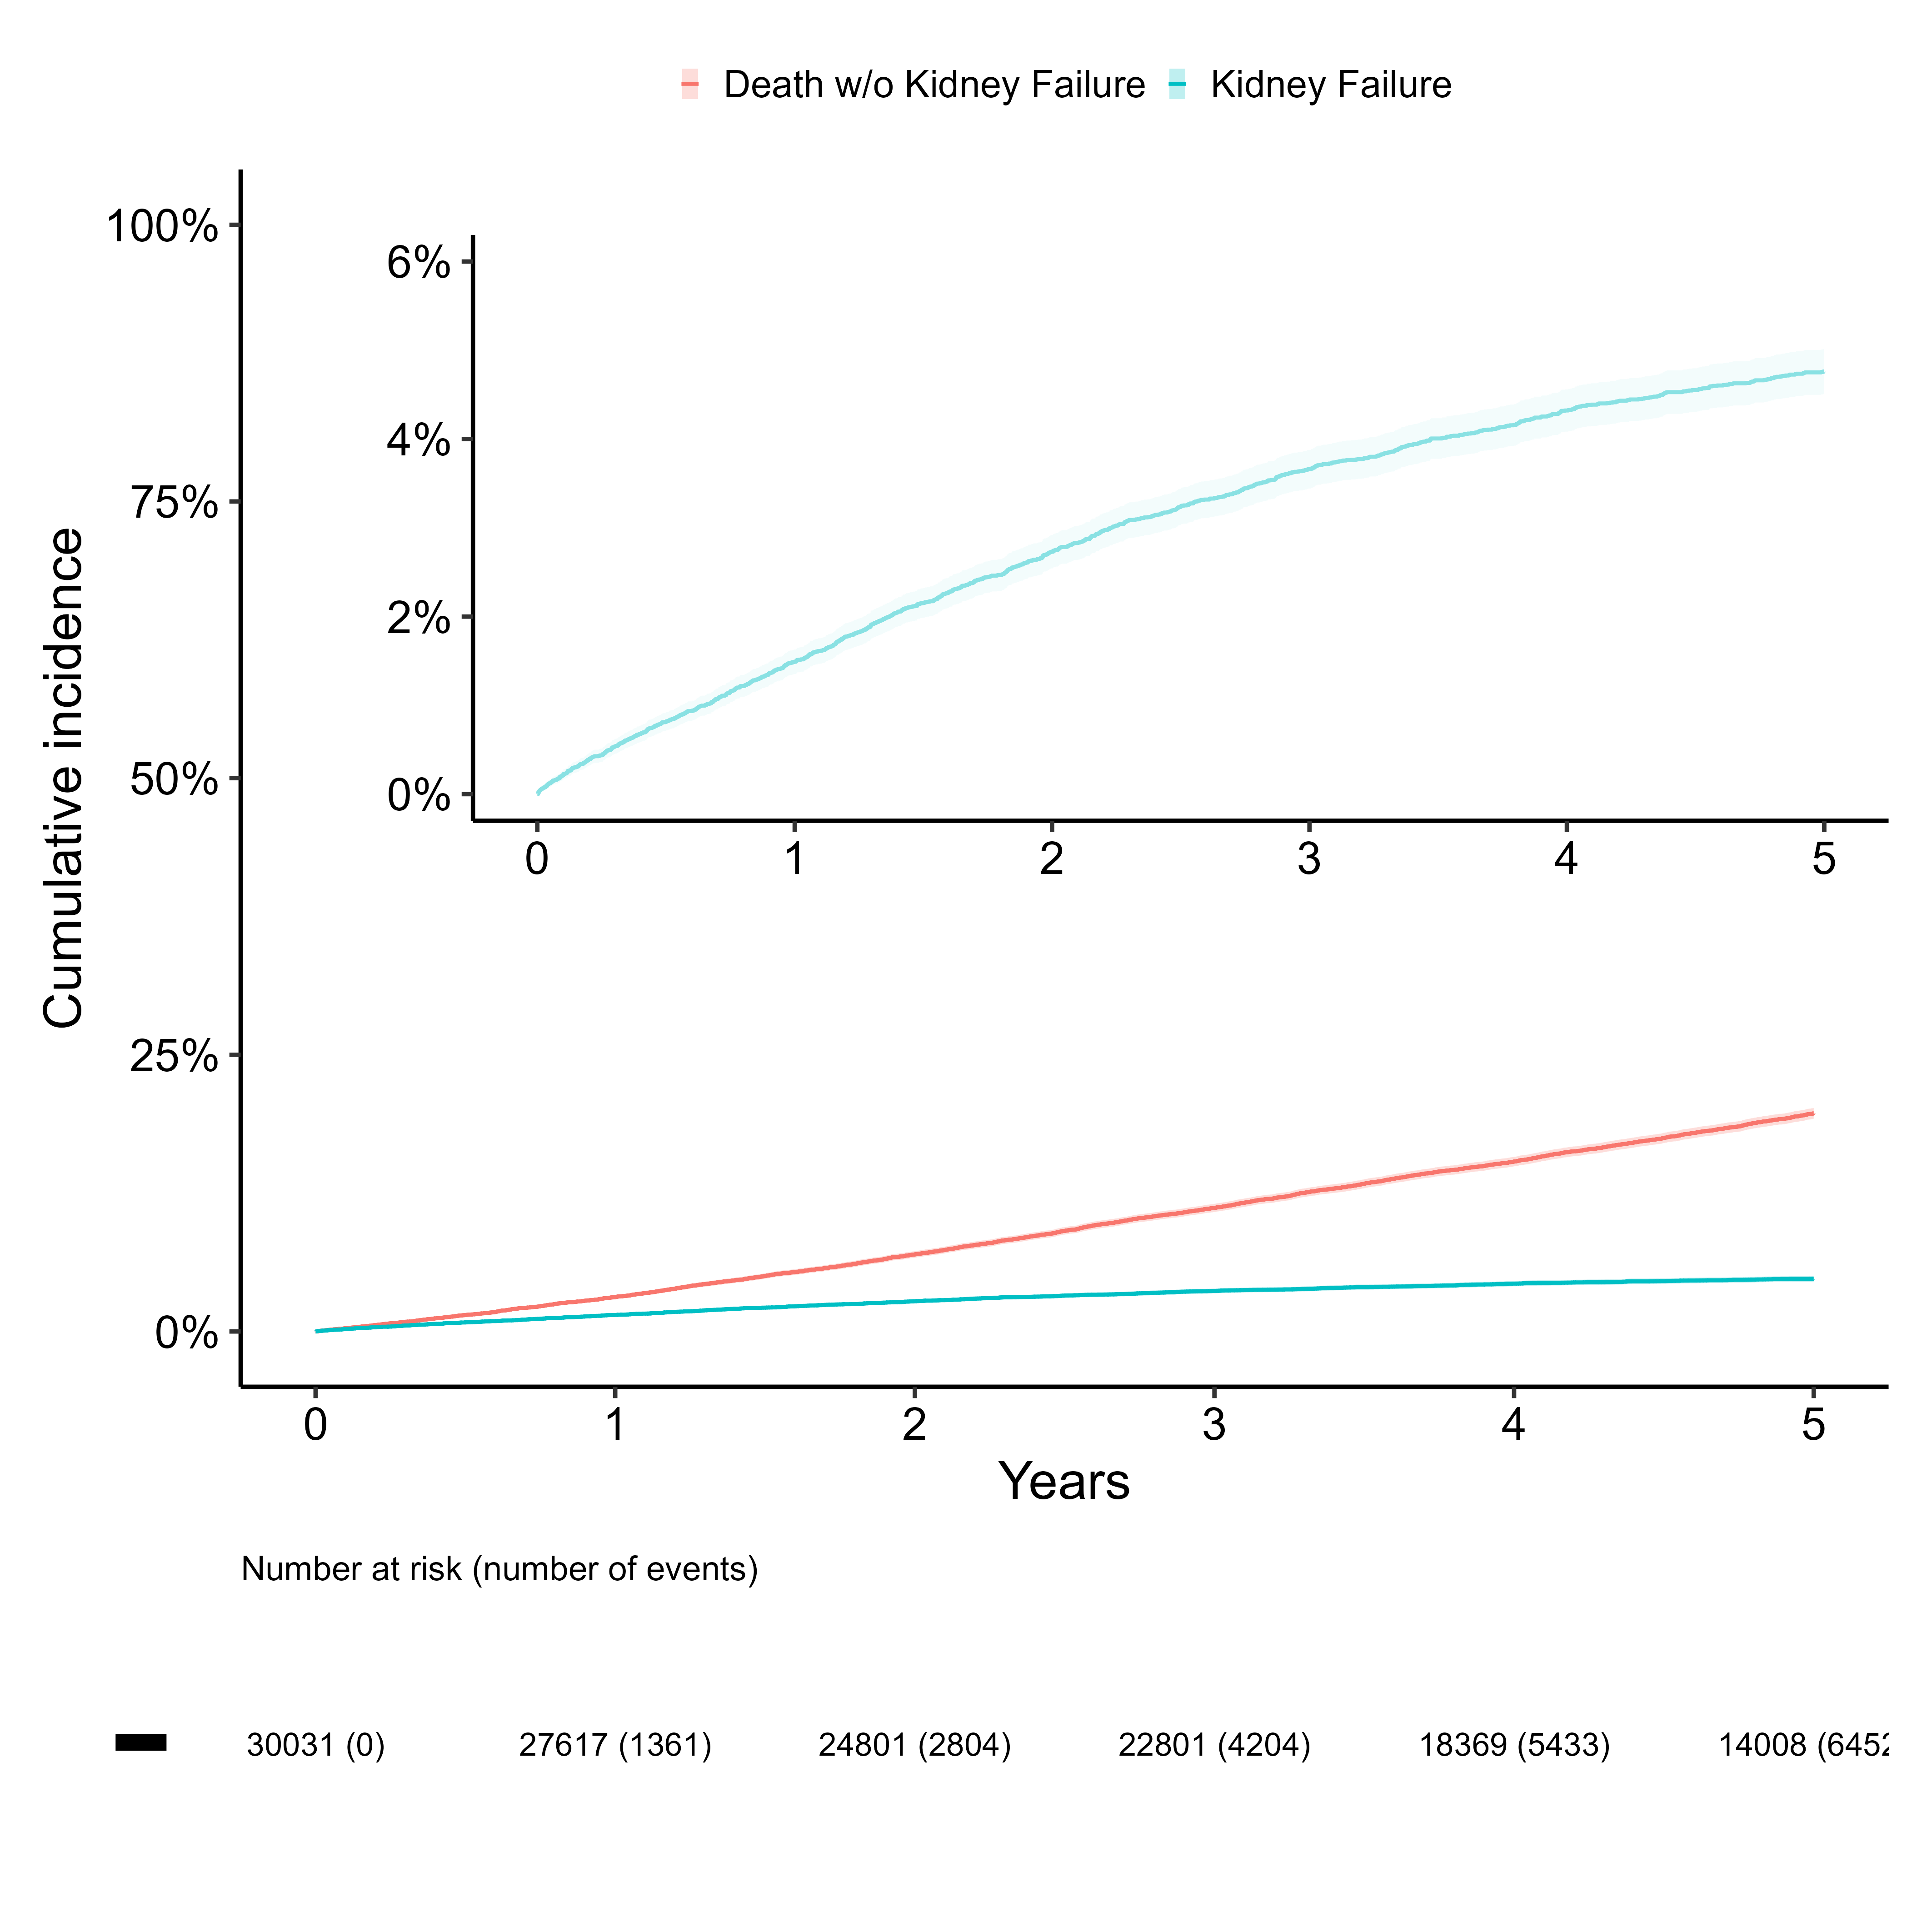 Death w/o Kidney Failure Kidney Failure
Cumulative incidence
100%
75%
50%
25%
0%
6%
4%
2%
0%
0 1 2 3 4 5
0 1 2 3 4 5
Years
Number at risk (number of events)
30031 (0) 27617 (1361) 24801 (2804) 22801 (4204) 18369 (5433) 14008 (6452